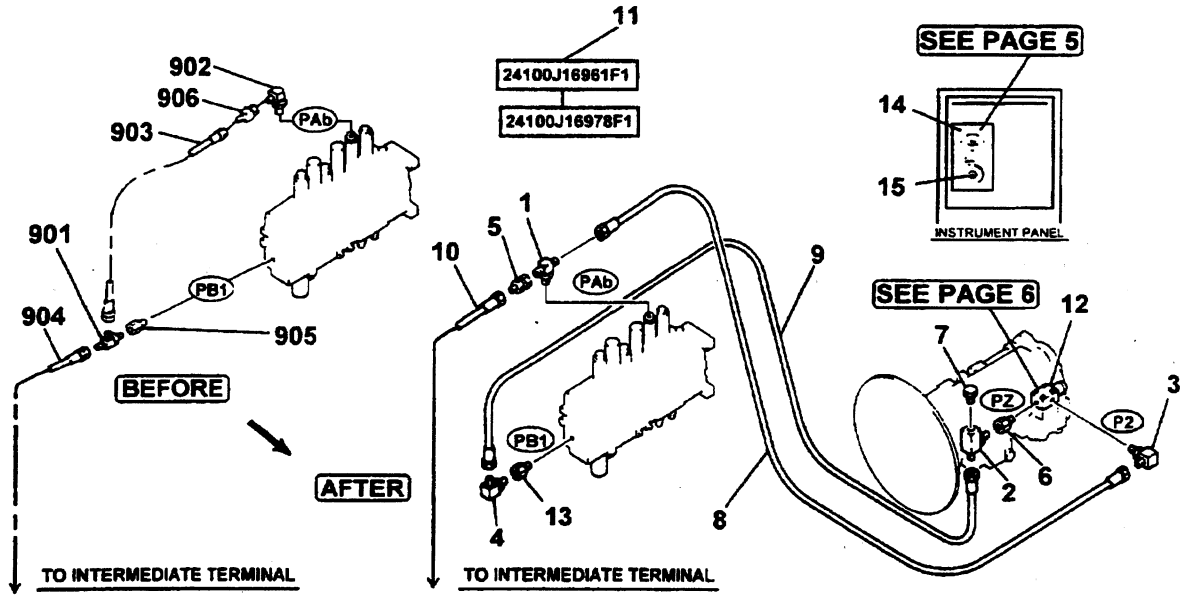 11
24100J16961F1
24100J16978F1
SEE PAGE 5
14
15
INSTRUMENT PANEL
902
906
903
PAb
901
PB1
904
905
BEFORE
1
5
10
PAb
9
SEE PAGE 6
12
7
PZ
3
P2
6
2
8
PB1
13
4
AFTER
TO INTERMEDIATE TERMINAL
TO INTERMEDIATE TERMINAL